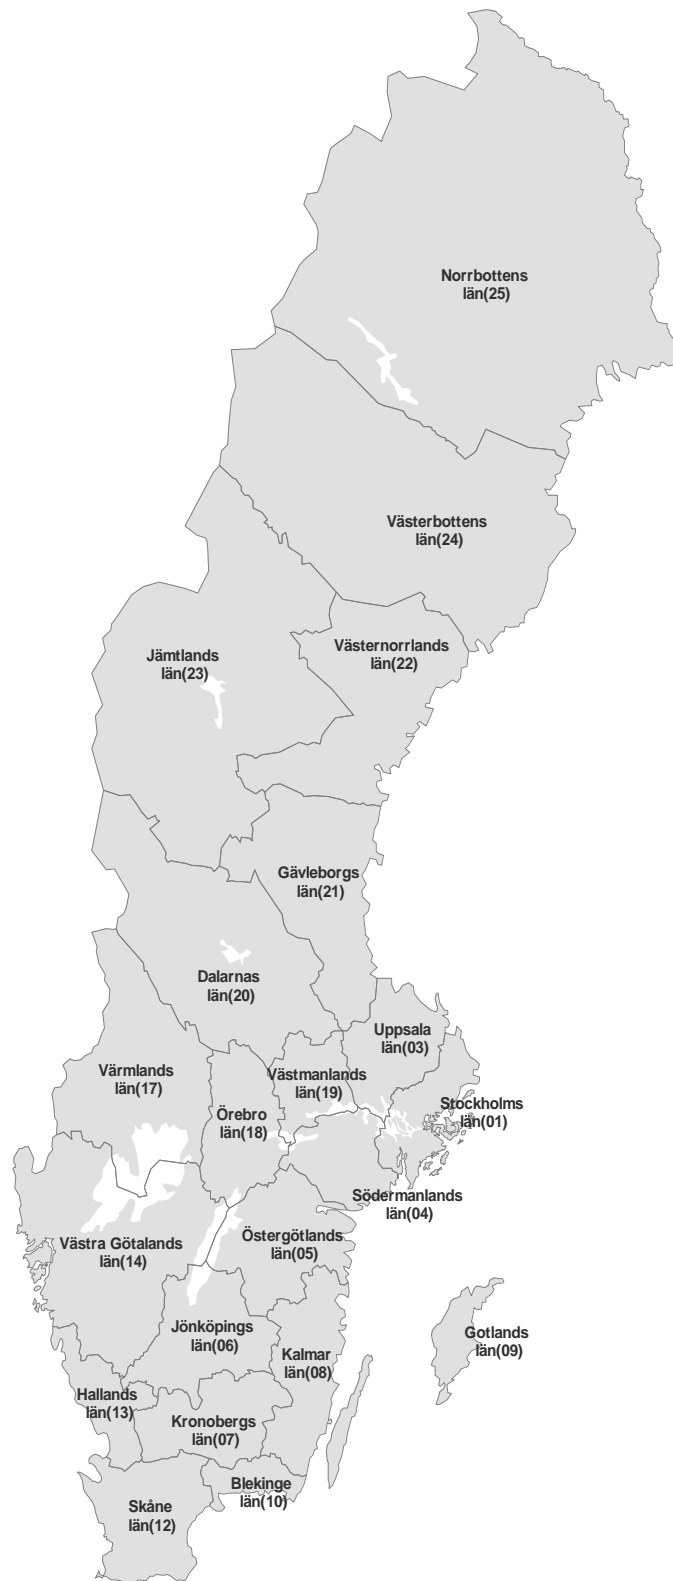 Norrbottens
län(25)
Västerbottens
län(24)
Västernorrlands
län(22)
Jämtlands
län(23)
Gävleborgs
län(21)
Dalarnas
län(20)
Uppsala
län(03)
Värmlands
län(17)
Västmanlands
län(19)
Örebro
län(18)
Stockholms
län(01)
Södermanlands
län(04)
Östergötlands
län(05)
Västra Götalands
län(14)
Jönköpings
län(06)
Gotlands
län(09)
Kalmar
län(08)
Hallands
län(13)
Kronobergs
län(07)
Blekinge
län(10)
Skåne
län(12)